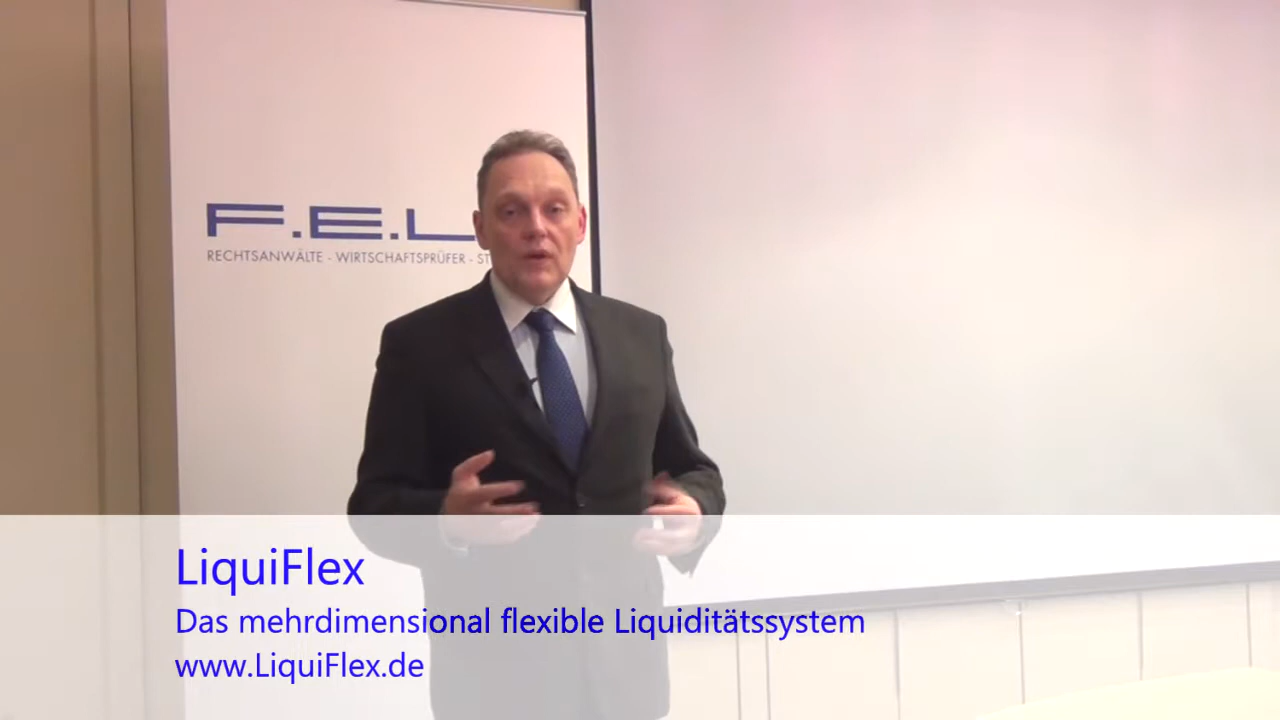 F.E.L
RECHTSANWÄLTE - WIRTSCHAFTSPRÜFER - ST
LiquiFlex
Das mehrdimensional flexible Liquiditätssystem
www.LiquiFlex.de